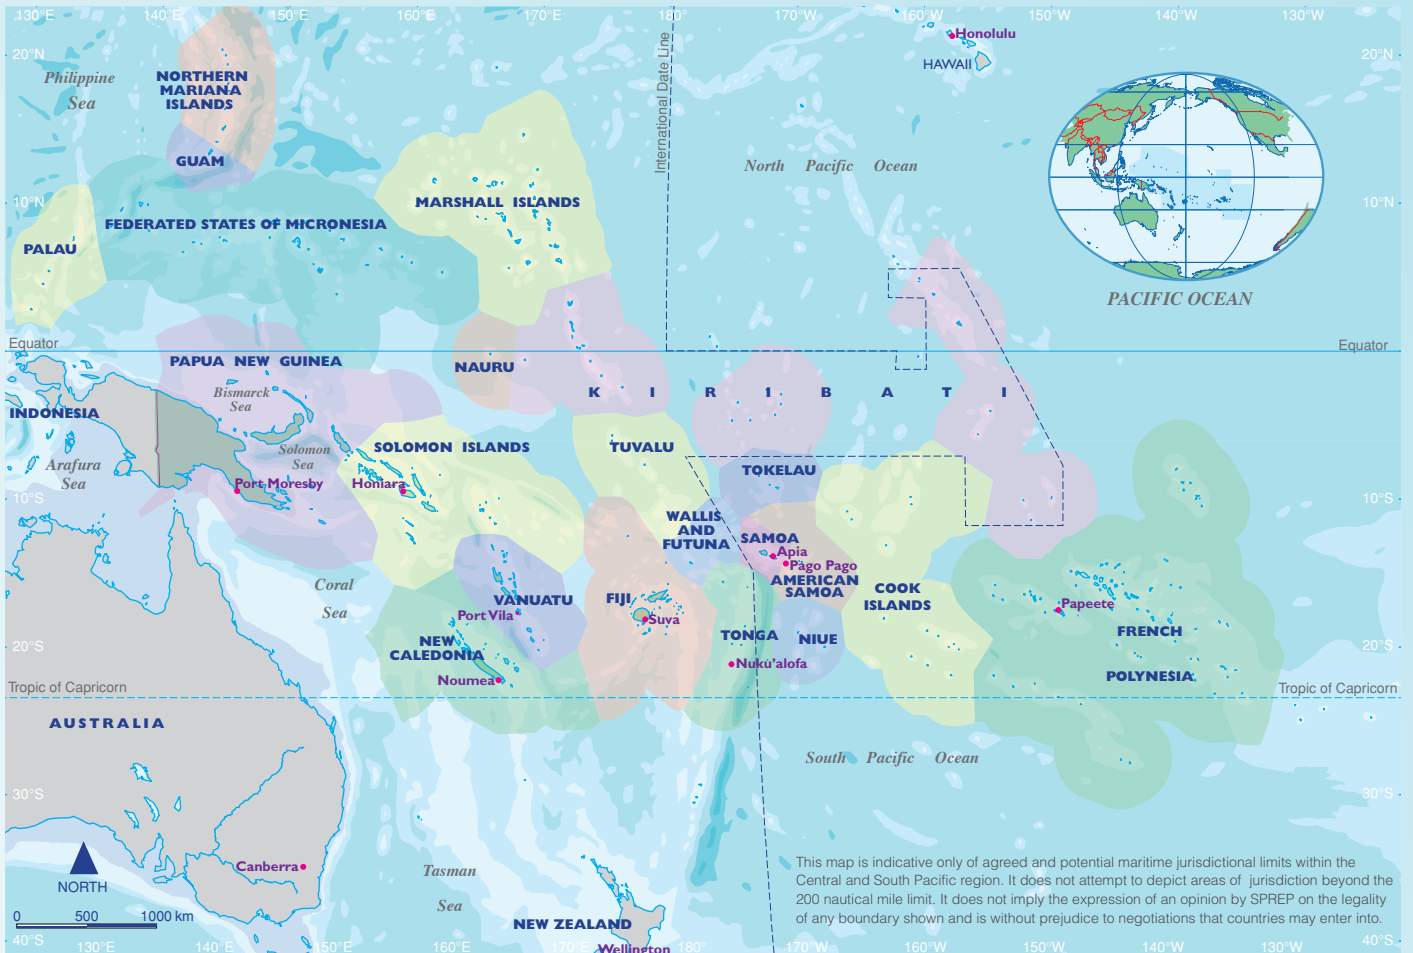 130°E
140°E
150°E
160°E
170°E
180°
170°W
160°W
150°W
140°W
130°W
Honolulu
HAWAII
20°N
20°N
Philippine
Sea
NORTHERN
MARIANA
ISLANDS
International Date Line
GUAM
North Pacific Ocean
10°N
10°N
MARSHALL ISLANDS
FEDERATED STATES OF MICRONESIA
PALAU
PACIFIC OCEAN
Equator
Equator
PAPUA NEW GUINEA
NAURU
Bismarck
Sea
KIRIBATI
INDONESIA
SOLOMON ISLANDS
TUVALU
Solomon
Sea
Arafura
Sea
TOKELAU
Port Moresby
Honiara
10°S
10°S
WALLIS
AND
FUTUNA
SAMOA
Apia
Pago Pago
AMERICAN
SAMOA
Coral
Sea
COOK
ISLANDS
VANUATU
Port Vila
FIJI
Suva
Papeete
FRENCH
POLYNESIA
NEW
CALEDONIA
Noumea
TONGA
NIUE
Nuku'alofa
20°S
20°S
Tropic of Capricorn
Tropic of Capricorn
AUSTRALIA
South Pacific Ocean
30°S
30°S
Canberra
NORTH
Tasman
Sea
This map is indicative only of agreed and potential maritime jurisdictional limits within the
Central and South Pacific region. It does not attempt to depict areas of jurisdiction beyond the
200 nautical mile limit. It does not imply the expression of an opinion by SPREP on the legality
of any boundary shown and is without prejudice to negotiations that countries may enter into.
0 500 1000 km
NEW ZEALAND
Wellington
40°S
130°E
140°E
150°E
160°E
170°E
180°
170°W
160°W
150°W
140°W
130°W
40°S